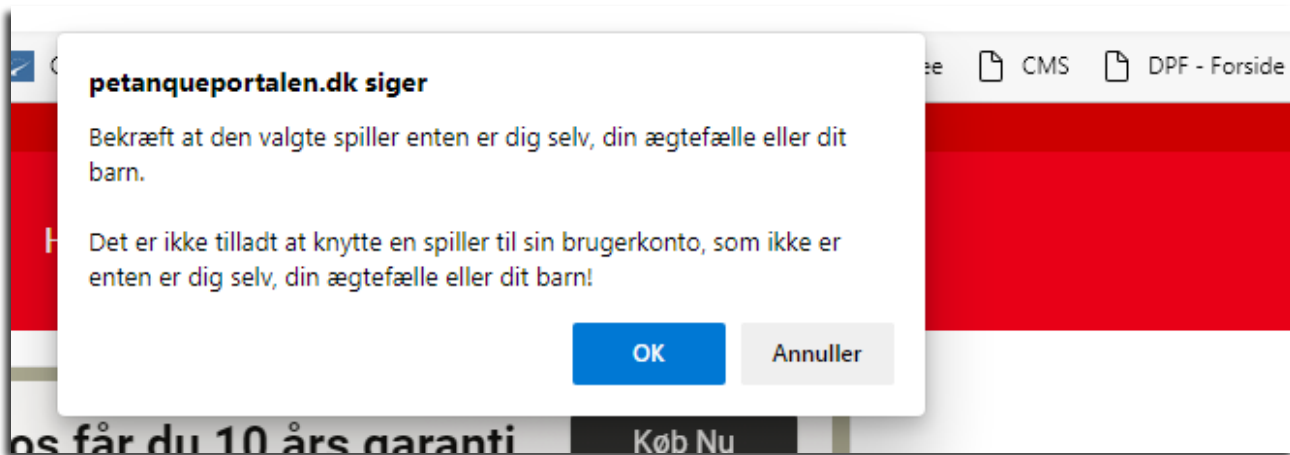 CMS
DPF - Forside
petanqueportalen.dk siger
Bekræft at den valgte spiller enten er dig selv, din ægtefælle eller dit
barn.
Det er ikke tilladt at knytte en spiller til sin brugerkonto, som ikke er
enten er dig selv, din ægtefælle eller dit barn!
OK
Annuller
os får du 10 års garanti
Køb Nu